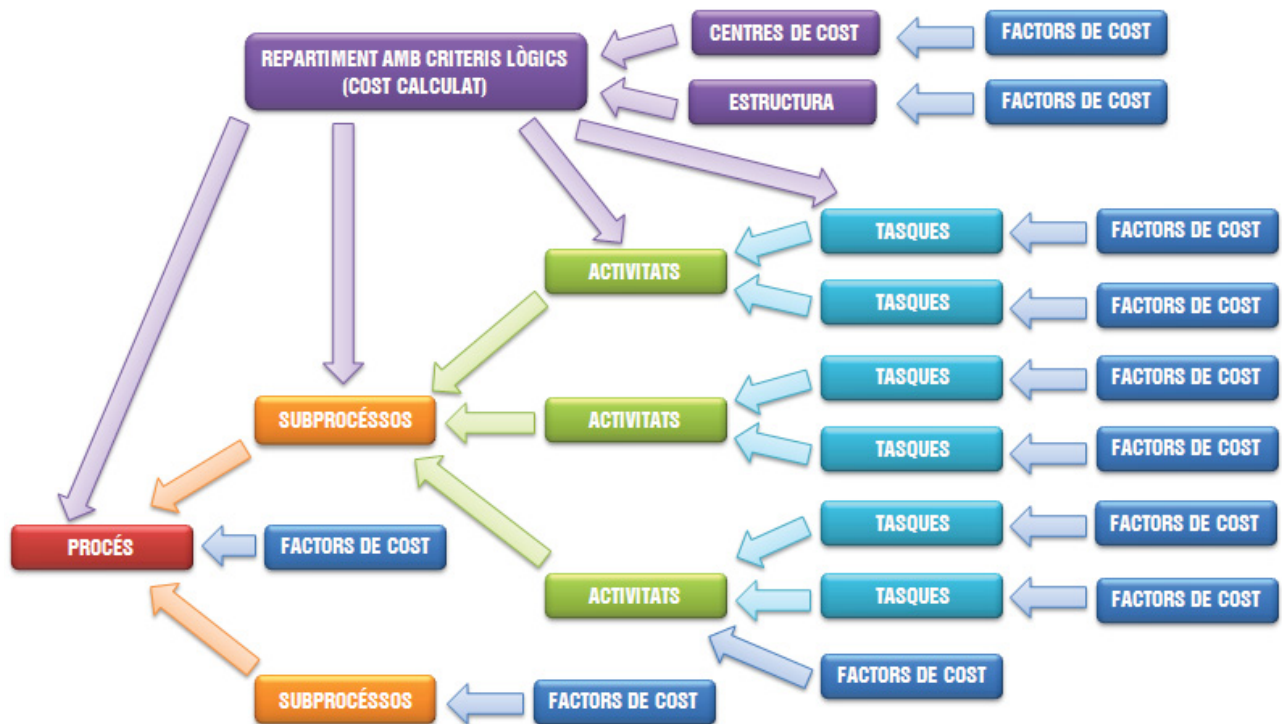 CENTRES DE COST
FACTORS DE COST
REPARTIMENT AMB CRITERIS LÒGICS
(COST CALCULAT)
ESTRUCTURA
FACTORS DE COST
TASQUES
FACTORS DE COST
ACTIVITATS
TASQUES
FACTORS DE COST
TASQUES
FACTORS DE COST
SUBPROCÉSSOS
ACTIVITATS
TASQUES
FACTORS DE COST
TASQUES
FACTORS DE COST
PROCÉS
FACTORS DE COST
ACTIVITATS
TASQUES
FACTORS DE COST
FACTORS DE COST
SUBPROCÉSSOS
FACTORS DE COST